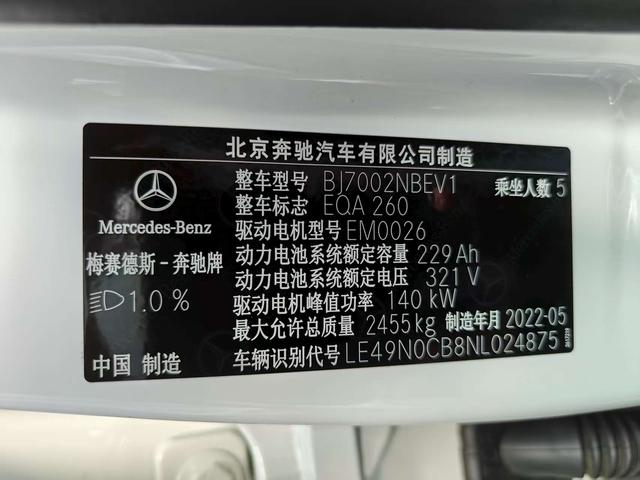 北京奔驰汽车有限公司制造
整车型号 BJ7002NBEV1 乘坐人数 5
整车标志 EQA 260
驱动电机型号 EM0026
动力电池系统额定容量 229Ah
动力电池系统额定电压 321 V
驱动电机峰值功率 140 kW
最大允许总质量 2455kg 制造年月 2022-05
车辆识别代号 LE49N0CB8NL024875
Mercedes-Benz
梅赛德斯-奔驰牌
1.0 %
中国 制造